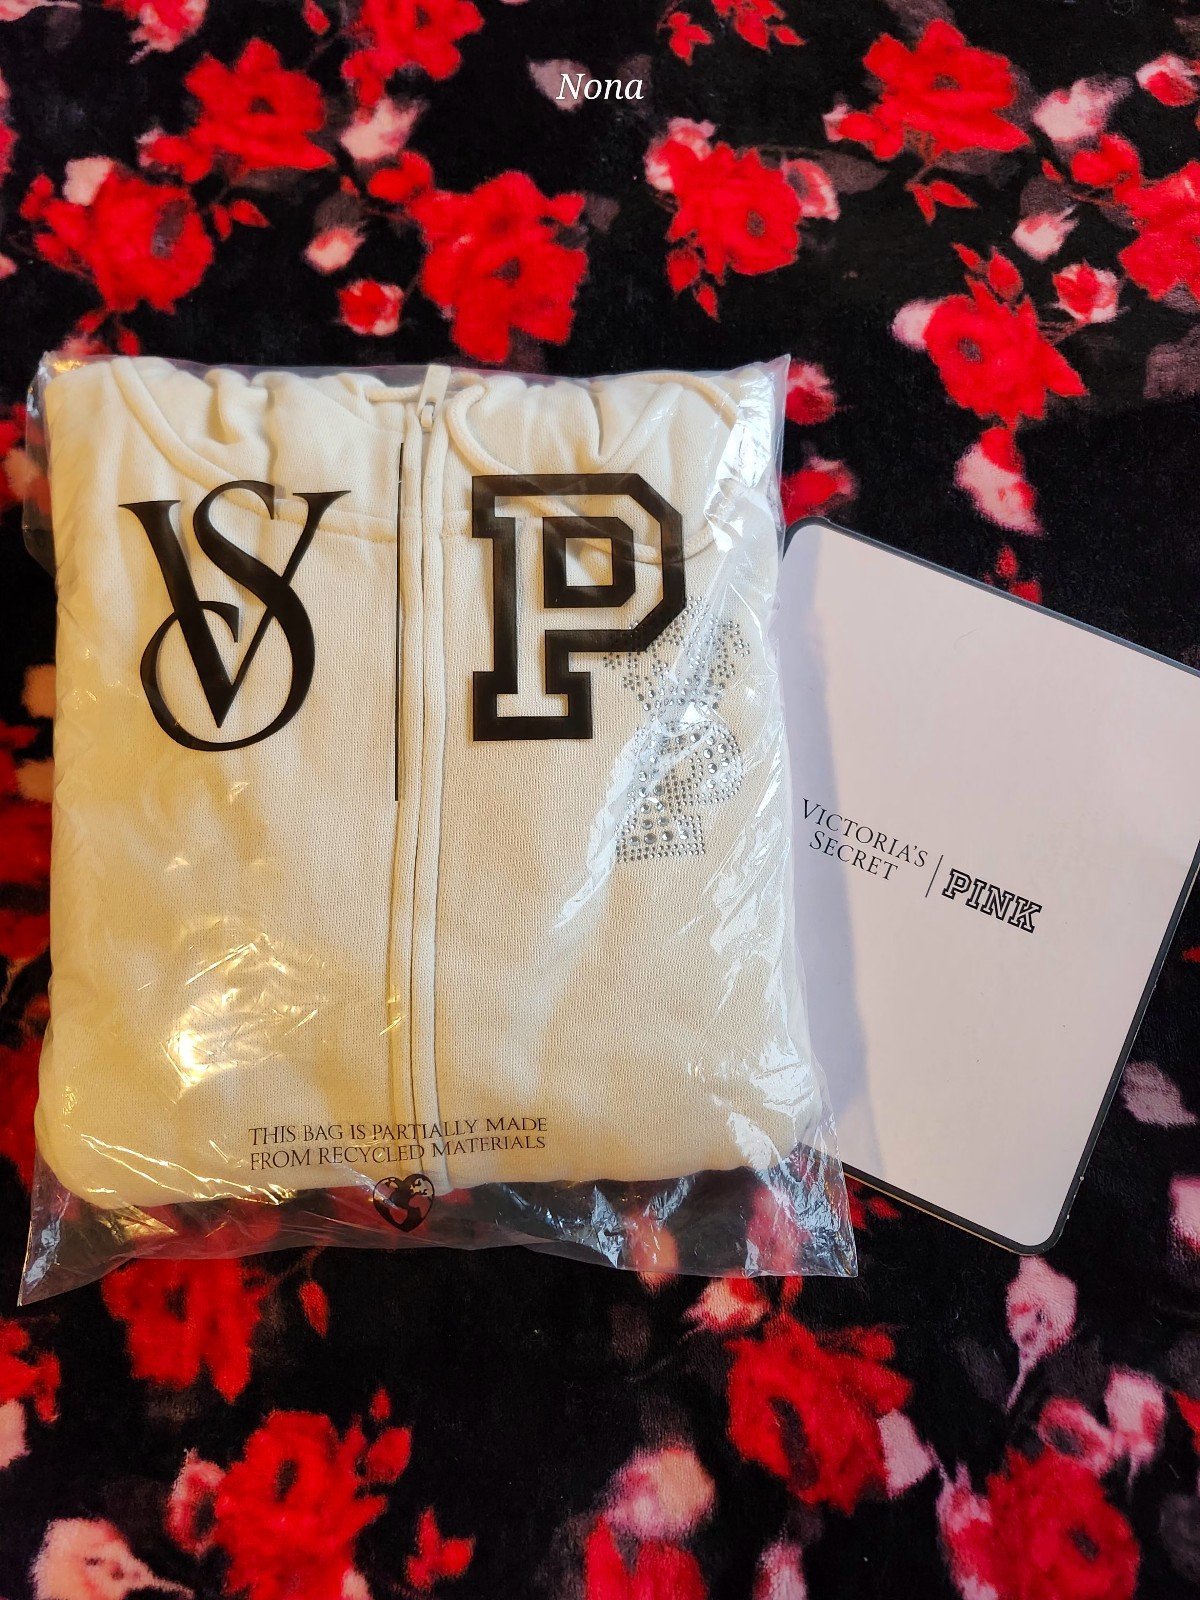 Nona
VS
P
THIS BAG IS PARTIALLY MADE
FROM RECYCLED MATERIALS
VICTORIA'S
SECRET
PINK